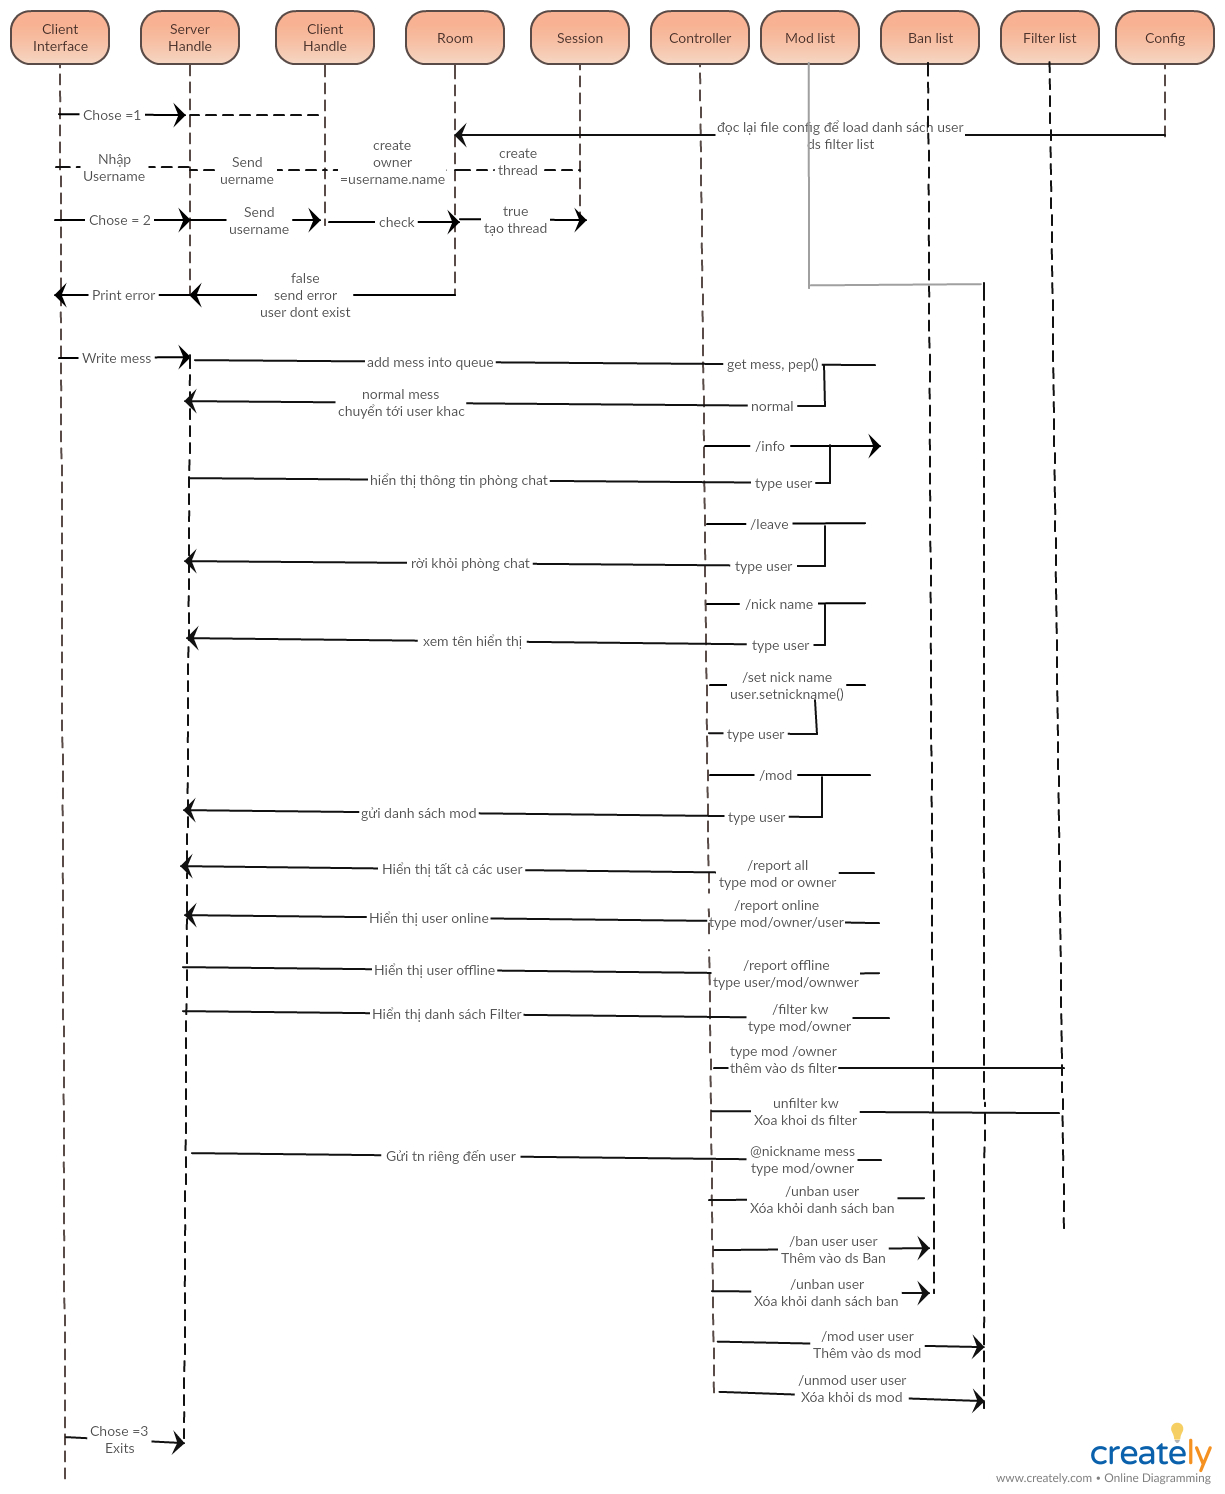 Client
Interface
Server
Handle
Client
Handle
Room
Session
Controller
Mod list
Ban list
Filter list
Config
Chose =1
đọc lại file config để load danh sách user
ds filter list
Nhập
Username
Send
uername
create
owner
=username.name
create
thread
Chose = 2
Send
username
check
true
tạo thread
Print error
false
send error
user dont exist
Write mess
add mess into queue
get mess, pep()
normal mess
chuyển tới user khac
normal
/info
hiển thị thông tin phòng chat
type user
/leave
rời khỏi phòng chat
type user
/nick name
xem tên hiển thị
type user
/set nick name
user.setnickname()
type user
/mod
gửi danh sách mod
type user
Hiển thị tất cả các user
/report all
type mod or owner
Hiển thị user online
/report online
type mod/owner/user
Hiển thị user offline
/report offline
type user/mod/ownwer
Hiển thị danh sách Filter
/filter kw
type mod/owner
type mod /owner
thêm vào ds filter
unfilter kw
Xoa khoi ds filter
Gửi tn riêng đến user
@nickname mess
type mod/owner
/unban user
Xóa khỏi danh sách ban
/ban user user
Thêm vào ds Ban
/unban user
Xóa khỏi danh sách ban
/mod user user
Thêm vào ds mod
/unmod user user
Xóa khỏi ds mod
Chose =3
Exits
creately
www.creately.com • Online Diagramming